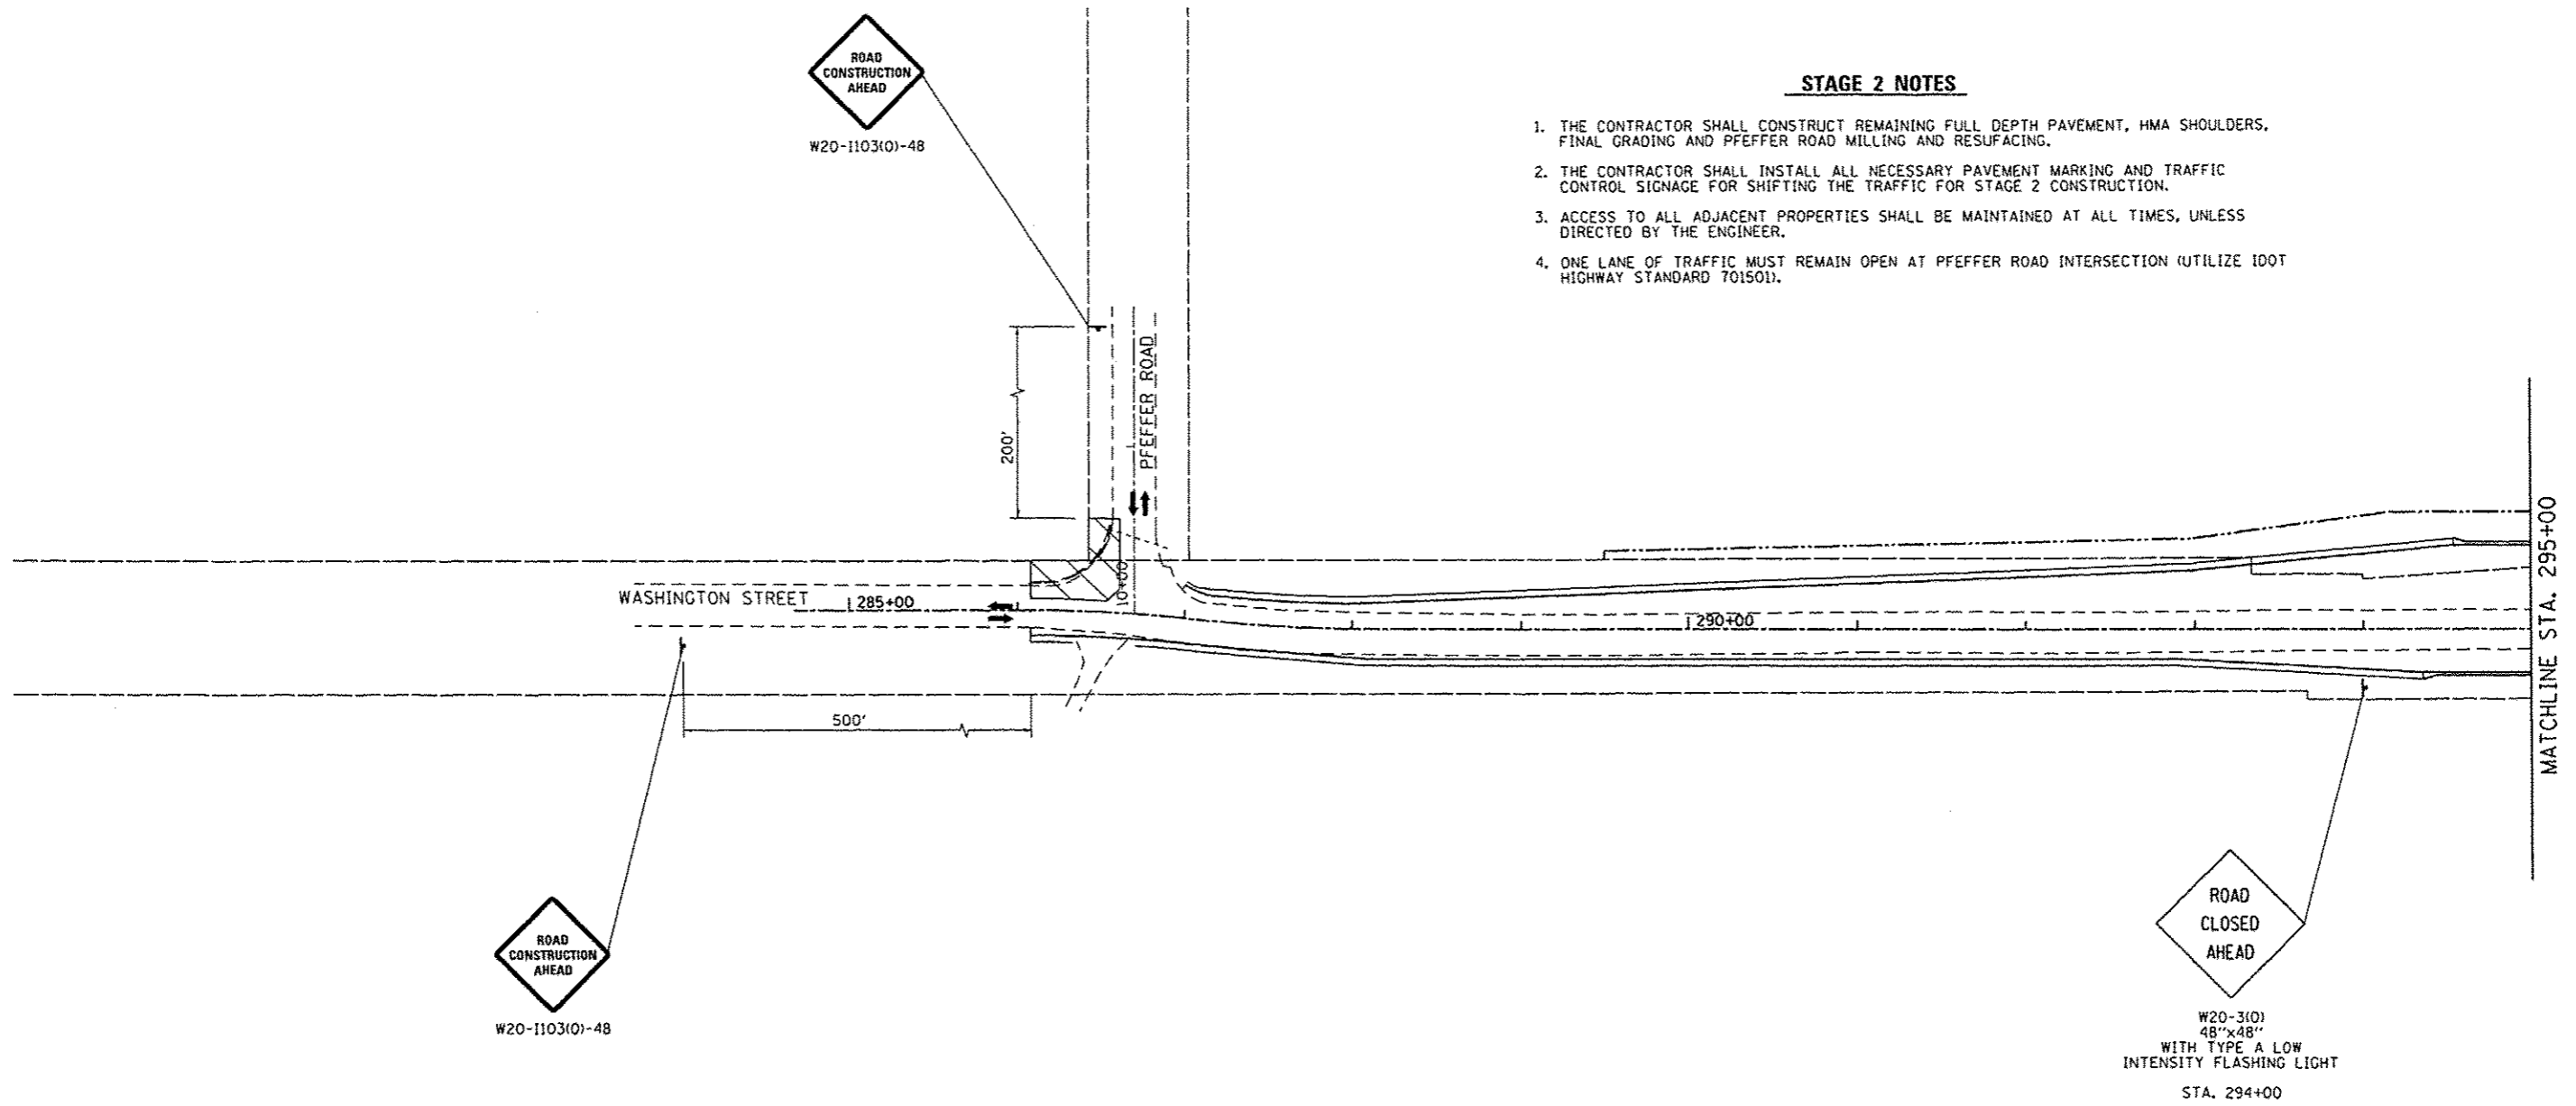 ROAD
CONSTRUCTION
AHEAD
W20-I103(O)-48
STAGE 2 NOTES
1. THE CONTRACTOR SHALL CONSTRUCT REMAINING FULL DEPTH PAVEMENT, HMA SHOULDERS,
FINAL GRADING AND PFEFFER ROAD MILLING AND RESUFACING.
2. THE CONTRACTOR SHALL INSTALL ALL NECESSARY PAVEMENT MARKING AND TRAFFIC
CONTROL SIGNAGE FOR SHIFTING THE TRAFFIC FOR STAGE 2 CONSTRUCTION.
3. ACCESS TO ALL ADJACENT PROPERTIES SHALL BE MAINTAINED AT ALL TIMES, UNLESS
DIRECTED BY THE ENGINEER.
4. ONE LANE OF TRAFFIC MUST REMAIN OPEN AT PFEFFER ROAD INTERSECTION (UTILIZE IDOT
HIGHWAY STANDARD 701501).
200'
PFEFFER ROAD
10+00
WASHINGTON STREET
285+00
290+00
MATCHLINE STA. 295+00
500'
ROAD
CONSTRUCTION
AHEAD
W20-I103(O)-48
ROAD
CLOSED
AHEAD
W20-3(O)
48"x48"
WITH TYPE A LOW
INTENSITY FLASHING LIGHT
STA. 294+00